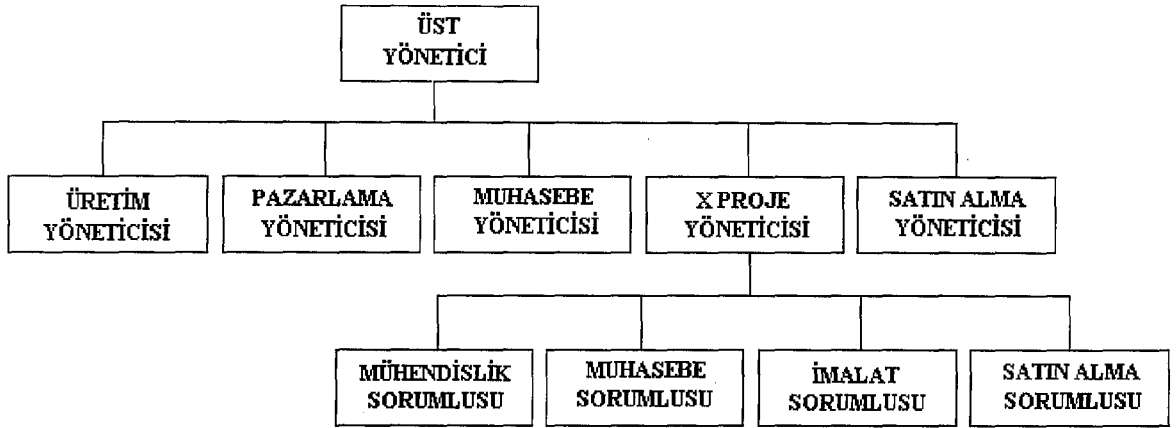 ÜST
YÖNETİCİ
ÜRETİM
YÖNETİCİSİ
PAZARLAMA
YÖNETİCİSİ
MUHASEBE
YÖNETİCİSİ
X PROJE
YÖNETİCİSİ
SATIN ALMA
YÖNETİCİSİ
MÜHENDİSLİK
SORUMLUSU
MUHASEBE
SORUMLUSU
İMALAT
SORUMLUSU
SATIN ALMA
SORUMLUSU